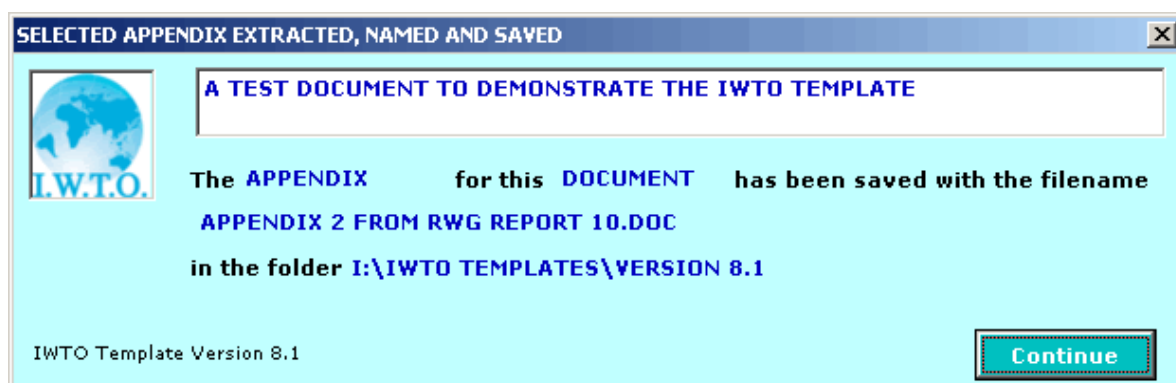 SELECTED APPENDIX EXTRACTED, NAMED AND SAVED
A TEST DOCUMENT TO DEMONSTRATE THE IWTO TEMPLATE
I.W.T.O.
The APPENDIX for this DOCUMENT has been saved with the filename
APPENDIX 2 FROM RWG REPORT 10.DOC
in the folder I:\IWTO TEMPLATES\VERSION 8.1
IWTO Template Version 8.1
Continue